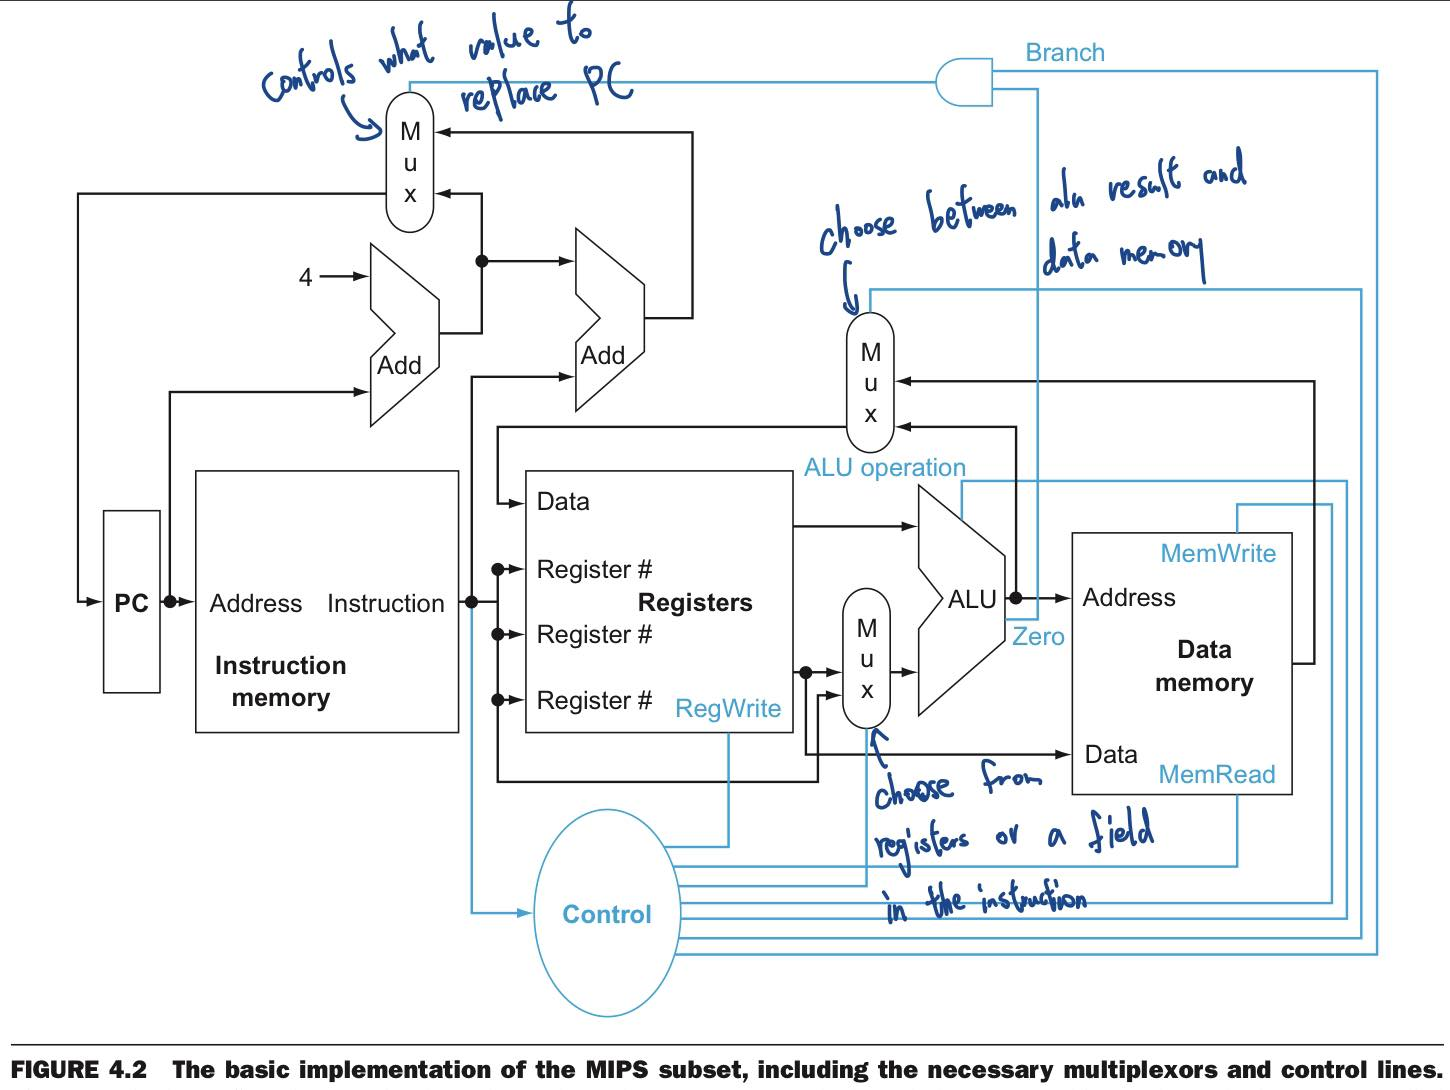 Controls what value to
replace PC
Branch
M
u
x
choose between alu result and
data memory
4
Add
Add
M
u
x
ALU operation
Data
MemWrite
Register #
PC
Address
Instruction
Registers
ALU
Address
M
u
x
Register #
Zero
Instruction
memory
Data
memory
Register #
RegWrite
Data
MemRead
choose from
registers or a field
in the instruction
Control
FIGURE 4.2 The basic implementation of the MIPS subset, including the necessary multiplexors and control lines.